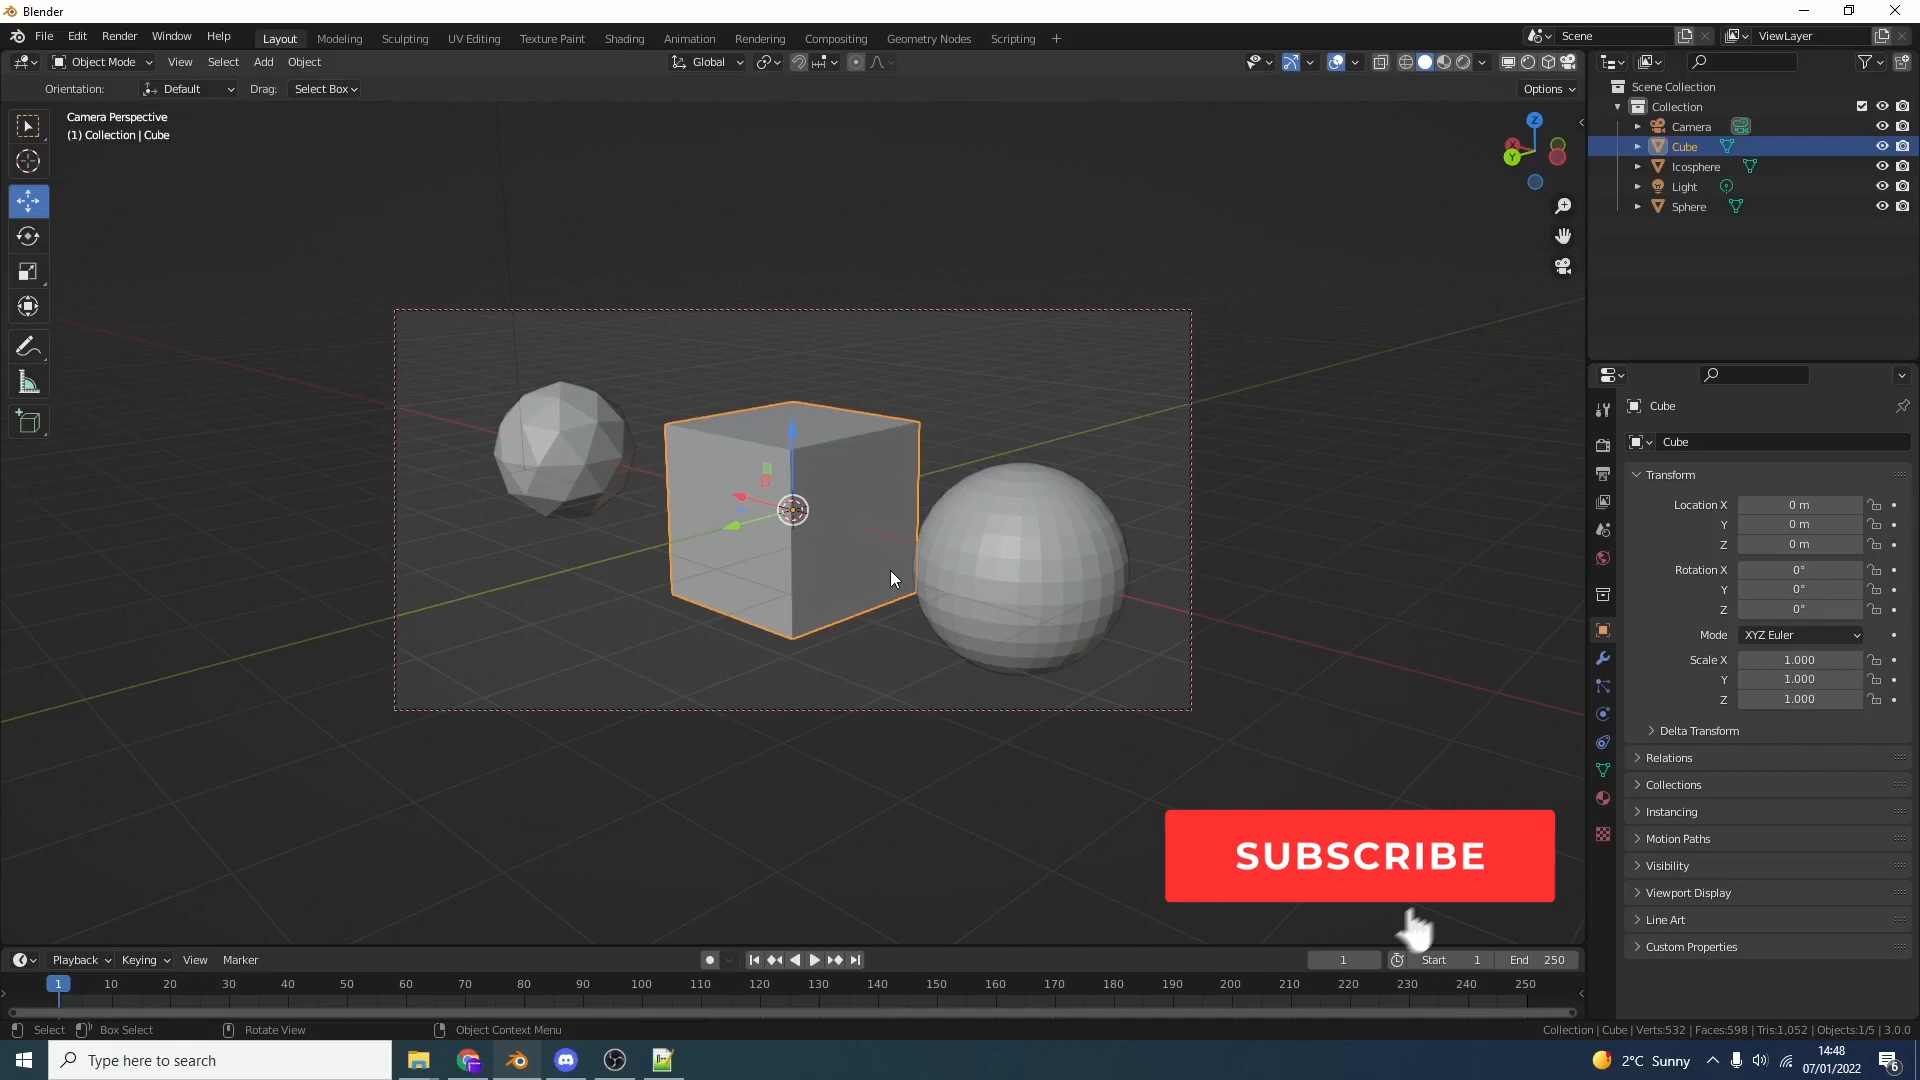 Blender
File Edit Render Window Help Layout Modeling Sculpting UV Editing Texture Paint Shading Animation Rendering Compositing Geometry Nodes Scripting + Scene ViewLayer
Object Mode View Select Add Object Global
Orientation: Default Drag: Select Box Options
Camera Perspective
(1) Collection | Cube
Z
X
Y
Scene Collection
Collection
Camera
Cube
Icosphere
Light
Sphere
Cube
Cube
Transform
Location X 0 m
Y 0 m
Z 0 m
Rotation X 0°
Y 0°
Z 0°
Mode XYZ Euler
Scale X 1.000
Y 1.000
Z 1.000
Delta Transform
Relations
Collections
Instancing
Motion Paths
Visibility
Viewport Display
Line Art
Custom Properties
SUBSCRIBE
Playback Keying View Marker 1 Start 1 End 250
1 10 20 30 40 50 60 70 80 90 100 110 120 130 140 150 160 170 180 190 200 210 220 230 240 250
Select Box Select Rotate View Object Context Menu Collection | Cube | Verts:532 | Faces:598 | Tris:1,052 | Objects:1/5 | 3.0.0
Type here to search 2°C Sunny 14:48
07/01/2022
6